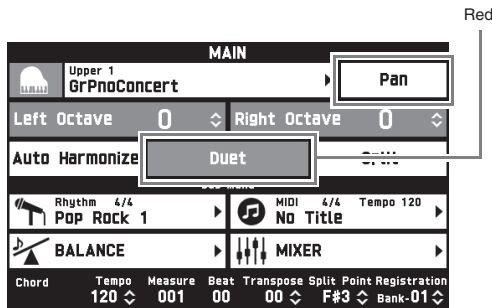 Red
MAIN
Upper 1
GrPnoConcert
Pan
Left Octave 0 Right Octave 0
Auto Harmonize Duet
Rhythm 4/4 MIDI 4/4 Tempo 120
Pop Rock 1 No Title
BALANCE MIXER
Chord Tempo Measure Beat Transpose Split Point Registration
120 001 00 00 F#3 Bank-01